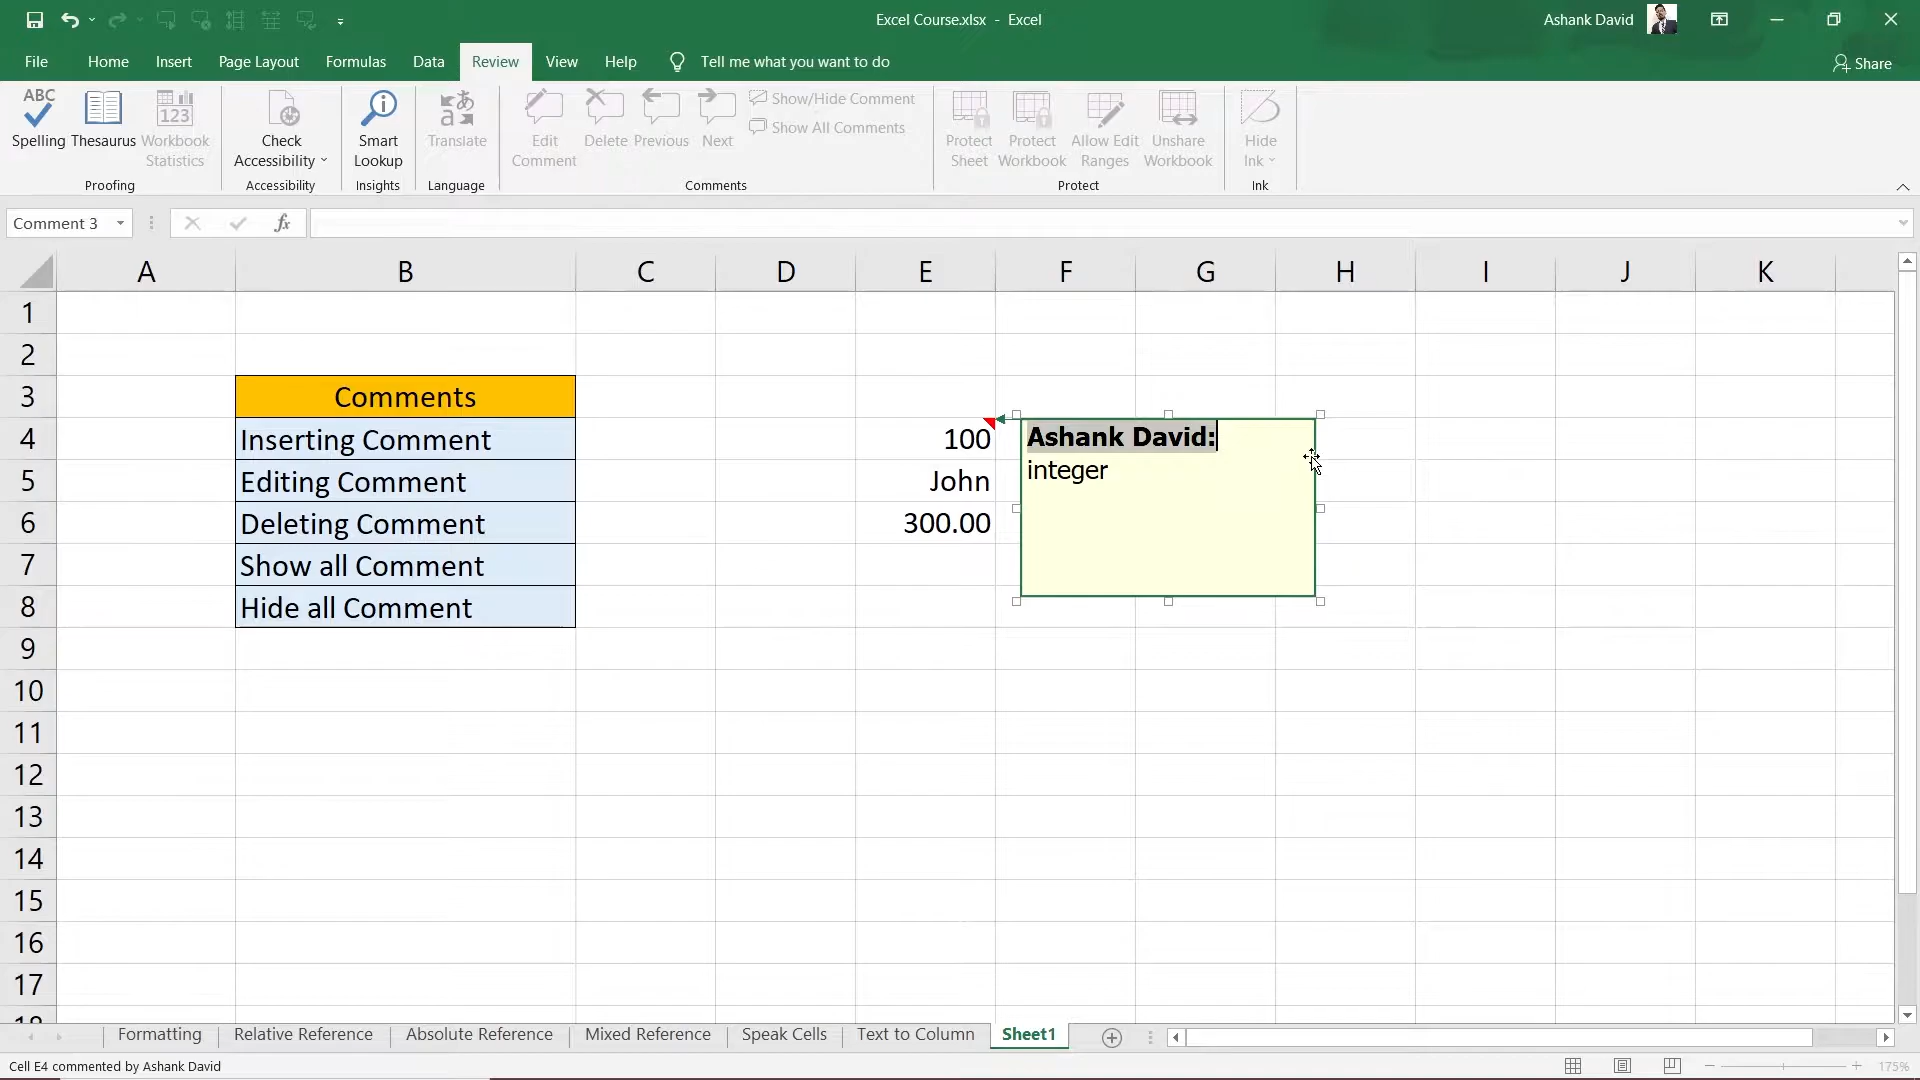 Excel Course.xlsx - Excel
Ashank David
File Home Insert Page Layout Formulas Data Review View Help Tell me what you want to do
Share
ABC
Spelling
Thesaurus
123
Workbook
Statistics
Proofing
Check
Accessibility
Accessibility
Smart
Lookup
Insights
Translate
Language
Edit
Comment
Delete
Previous
Next
Show/Hide Comment
Show All Comments
Comments
Protect
Sheet
Protect
Workbook
Allow Edit
Ranges
Unshare
Workbook
Protect
Hide
Ink
Ink
Comment 3
fx
A B C D E F G H I J K
1
2
3 Comments
4 Inserting Comment 100 Ashank David:
integer
5 Editing Comment John
6 Deleting Comment 300.00
7 Show all Comment
8 Hide all Comment
9
10
11
12
13
14
15
16
17
18
Formatting Relative Reference Absolute Reference Mixed Reference Speak Cells Text to Column Sheet1
Cell E4 commented by Ashank David
175%